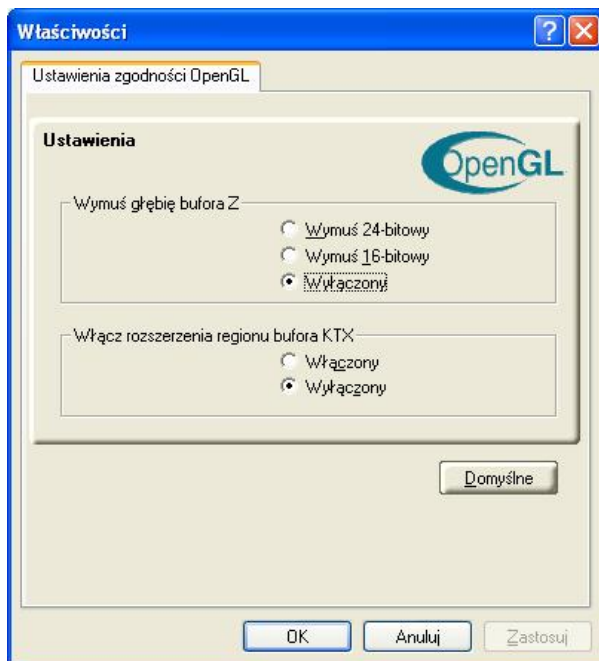 Właściwości
Ustawienia zgodności OpenGL
Ustawienia
OpenGL
Wymuś głębię bufora Z
Wymuś 24-bitowy
Wymuś 16-bitowy
Wyłączony
Włącz rozszerzenia regionu bufora KTX
Włączony
Wyłączony
Domyślne
OK Anuluj Zastosuj